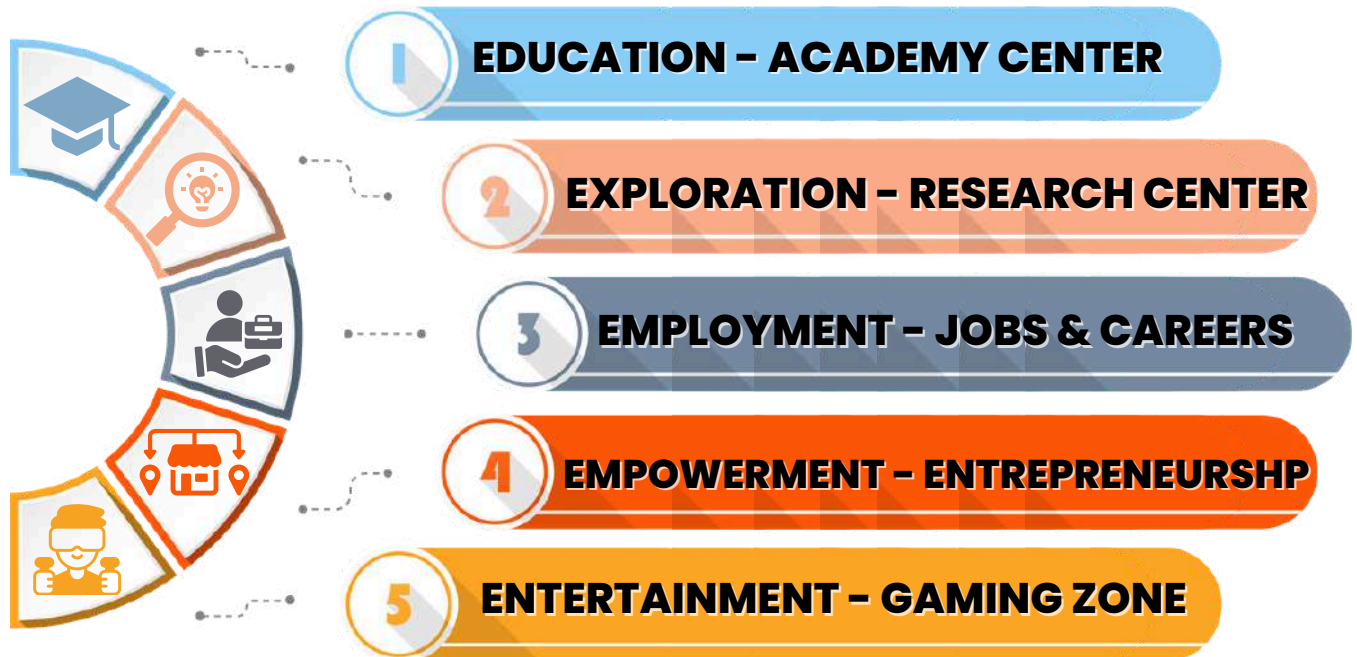 1
EDUCATION - ACADEMY CENTER
2
EXPLORATION - RESEARCH CENTER
3
EMPLOYMENT - JOBS & CAREERS
4
EMPOWERMENT - ENTREPRENEURSHP
5
ENTERTAINMENT - GAMING ZONE